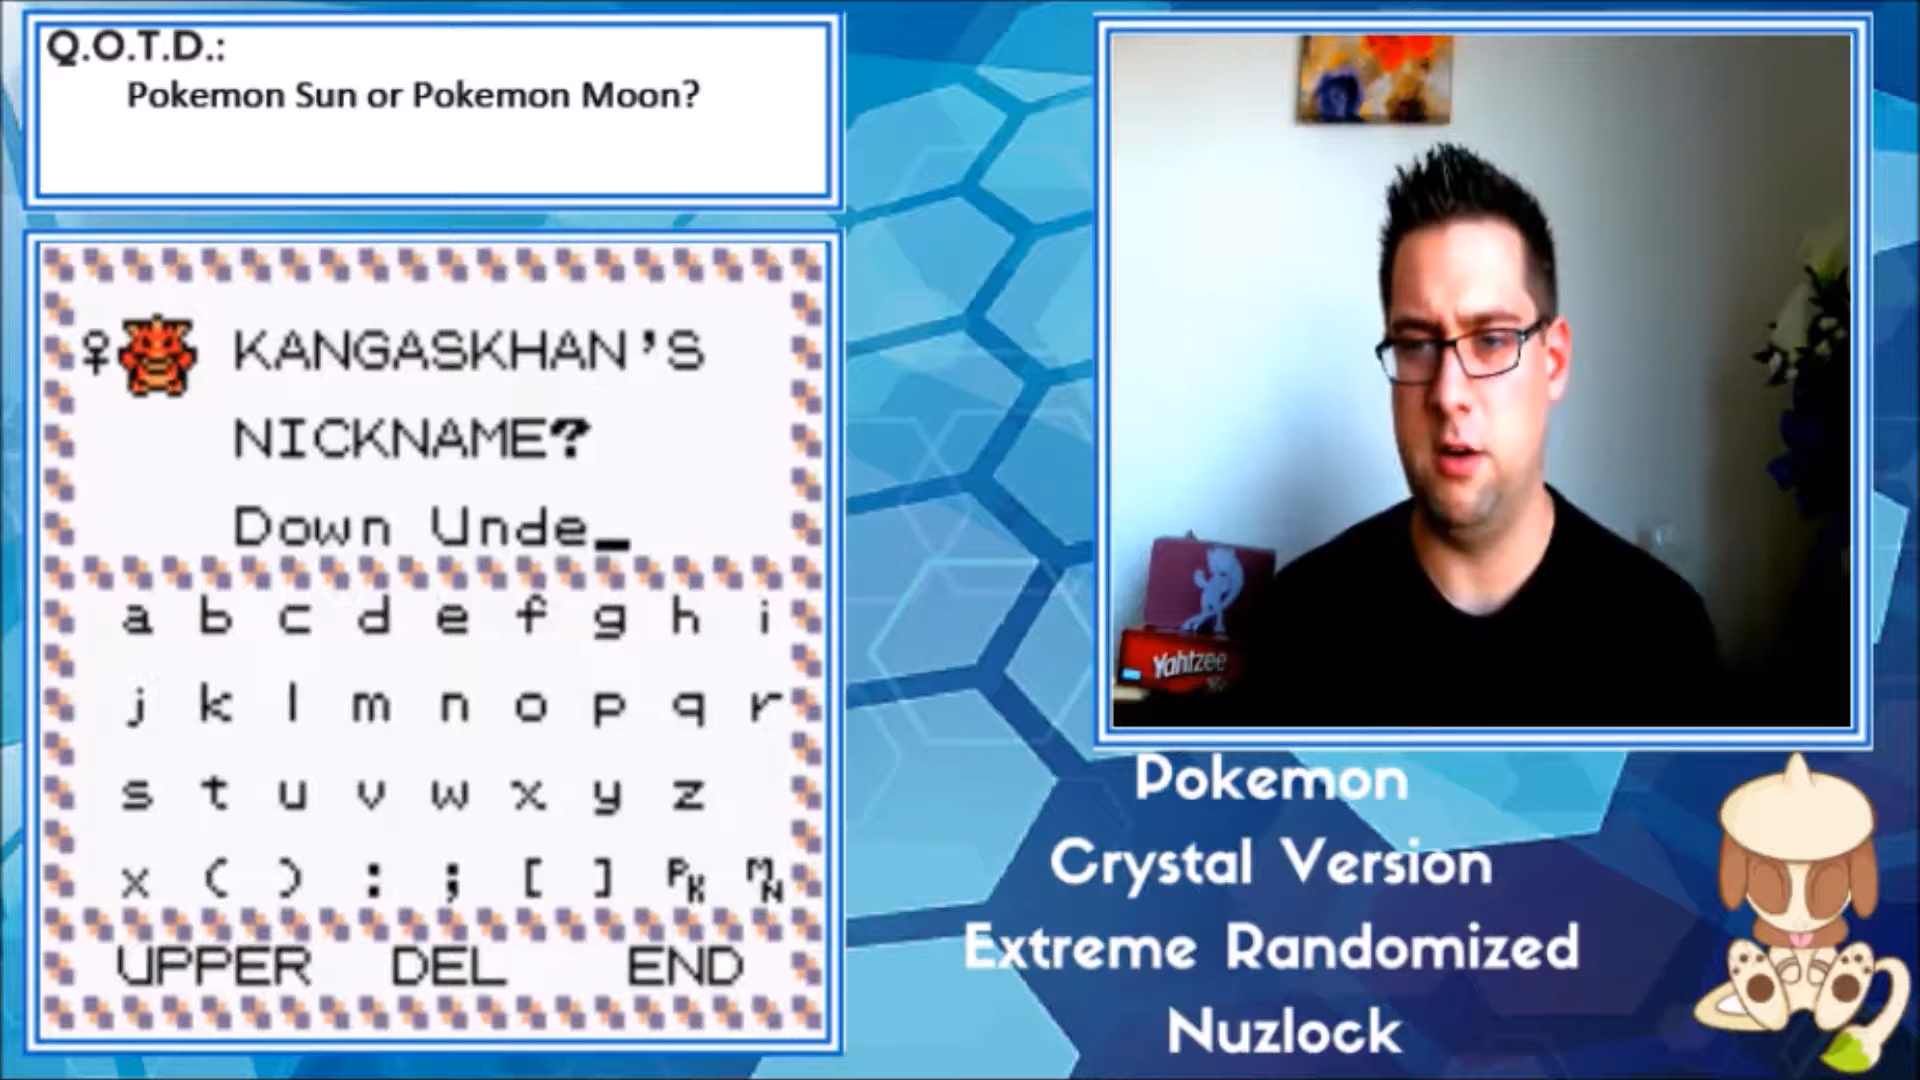 Q.O.T.D.:
Pokemon Sun or Pokemon Moon?
♀ KANGASKHAN'S
NICKNAME?
Down Unde_
a b c d e f g h i
j k l m n o p q r
s t u v w x y z
x ( ) : ; [ ] PK MN
UPPER DEL END
Yahtzee
Pokemon
Crystal Version
Extreme Randomized
Nuzlock